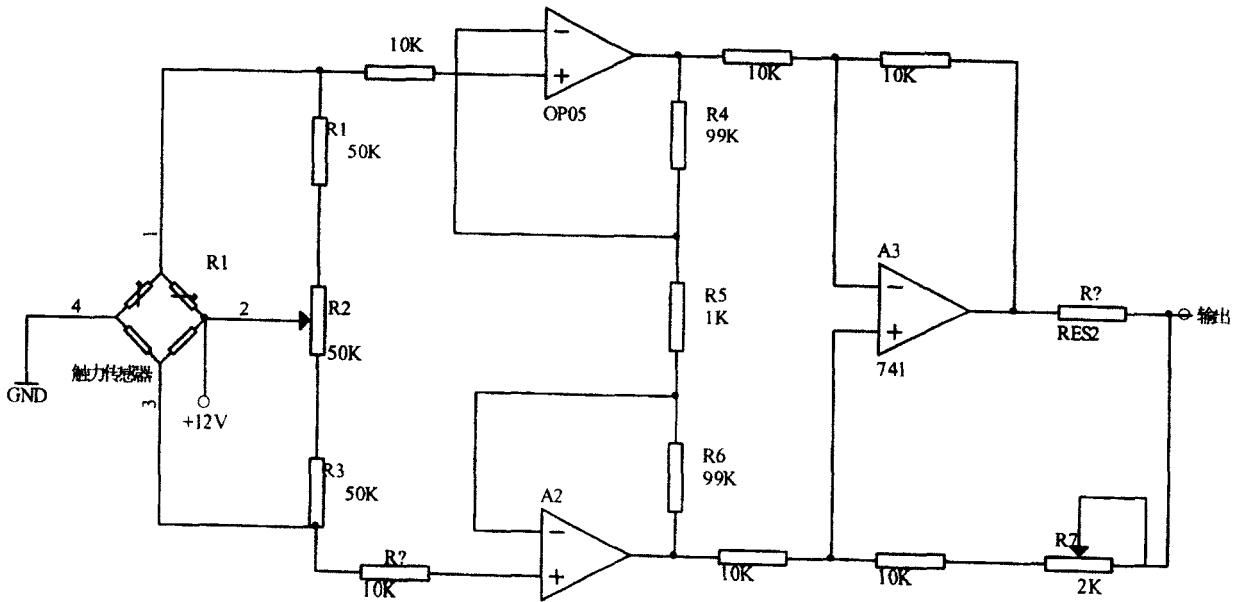 10K
OP05
10K
10K
R1
50K
R4
99K
1
R1
4
2
R2
50K
R5
1K
A3
741
R?
RES2
输出
GND
触力传感器
3
+12V
R3
50K
R6
99K
A2
R?
10K
10K
10K
R7
2K